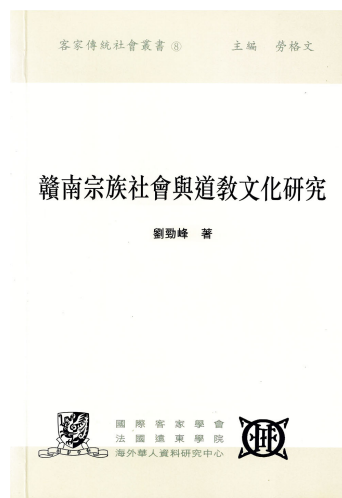 客家傳統社會叢書⑧ 主編 勞格文
贛南宗族社會與道教文化研究
劉勁峰 著
國際客家學會
法國遠東學院
海外華人資料研究中心